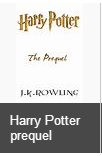 Harry Potter
The Prequel
J.K.ROWLING
Harry Potter
prequel